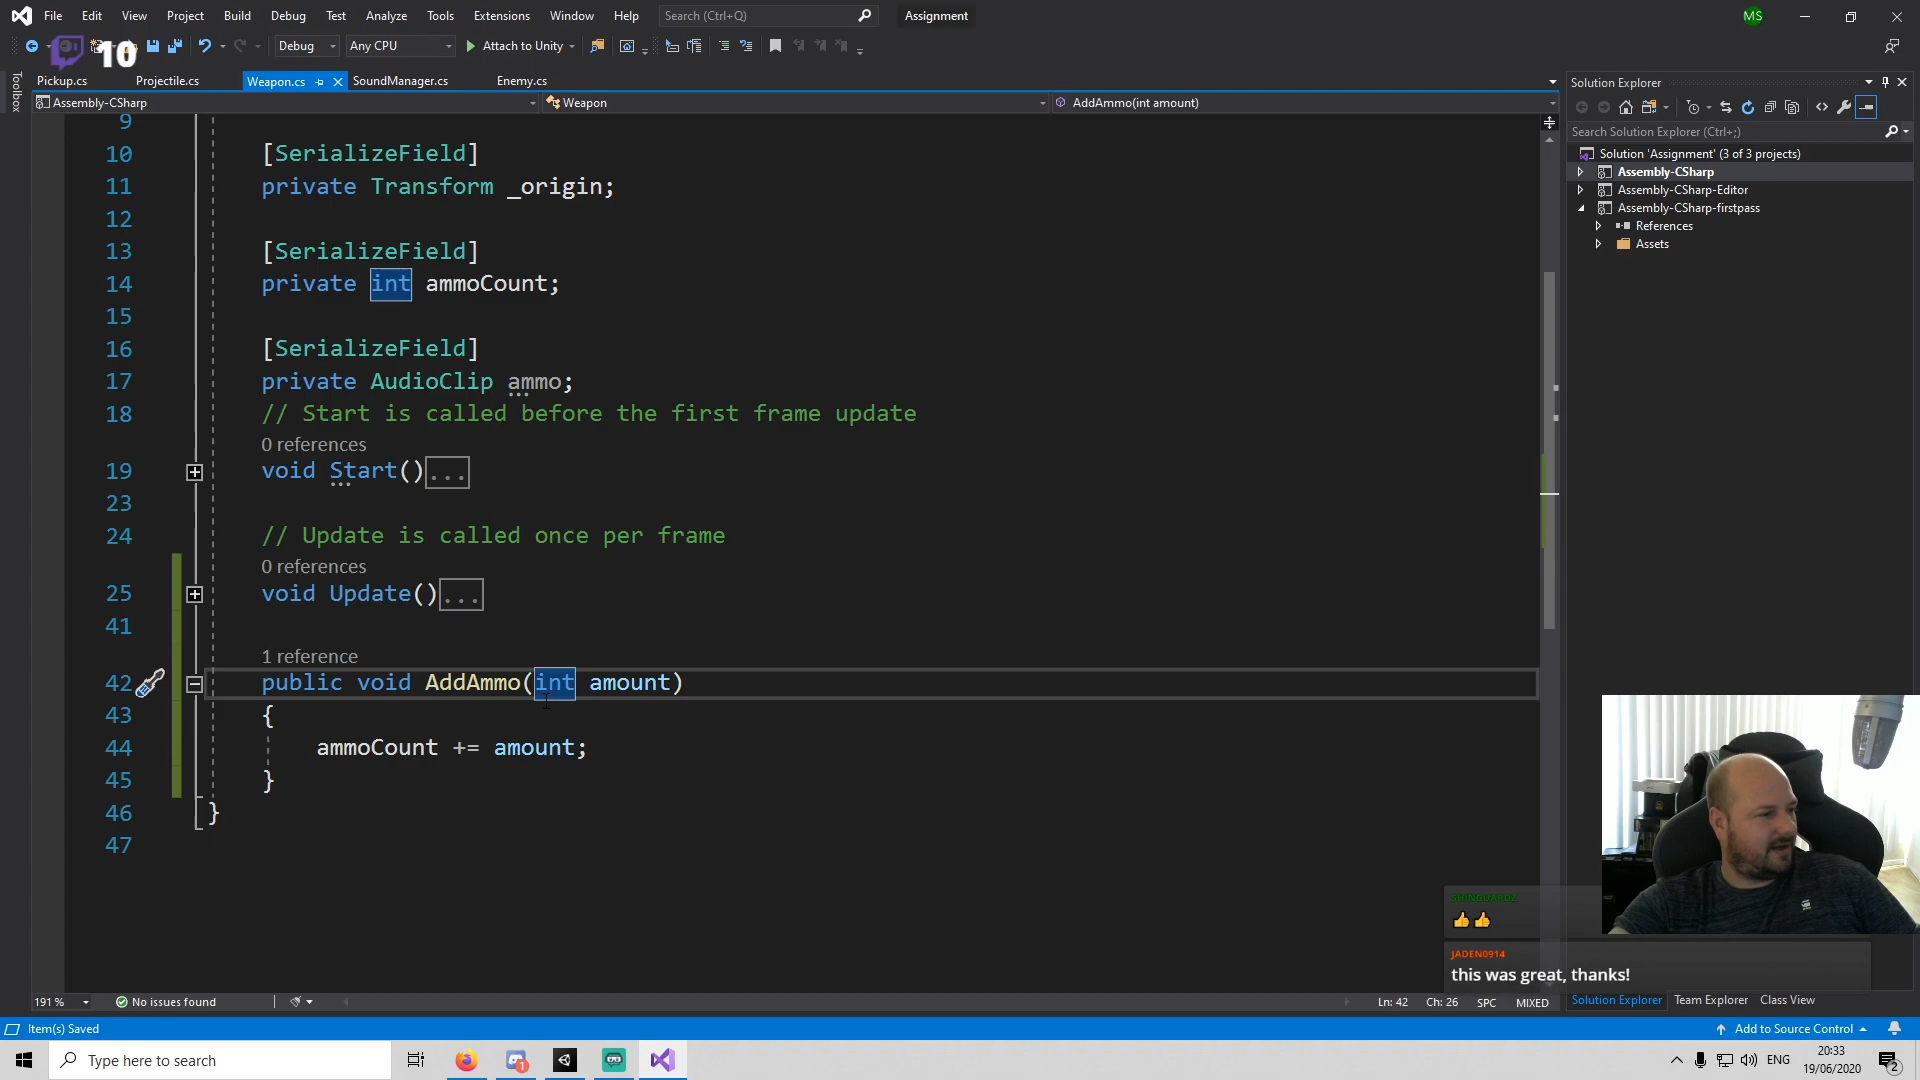 File Edit View Project Build Debug Test Analyze Tools Extensions Window Help Search (Ctrl+Q) Assignment MS
10 Debug Any CPU Attach to Unity
Pickup.cs Projectile.cs Weapon.cs SoundManager.cs Enemy.cs
Assembly-CSharp Weapon AddAmmo(int amount)
Toolbox
9
10 [SerializeField]
11 private Transform _origin;
12
13 [SerializeField]
14 private int ammoCount;
15
16 [SerializeField]
17 private AudioClip ammo;
18 // Start is called before the first frame update
0 references
19 void Start()...
23
24 // Update is called once per frame
0 references
25 void Update()...
41
1 reference
42 public void AddAmmo(int amount)
43 {
44 ammoCount += amount;
45 }
46 }
47
Solution Explorer
Search Solution Explorer (Ctrl+;)
Solution 'Assignment' (3 of 3 projects)
Assembly-CSharp
Assembly-CSharp-Editor
Assembly-CSharp-firstpass
References
Assets
SHINGUARDZ
JADEN0914
this was great, thanks!
191 % No issues found Ln: 42 Ch: 26 SPC MIXED
Solution Explorer Team Explorer Class View
Item(s) Saved Add to Source Control
Type here to search ENG 20:33
19/06/2020 2